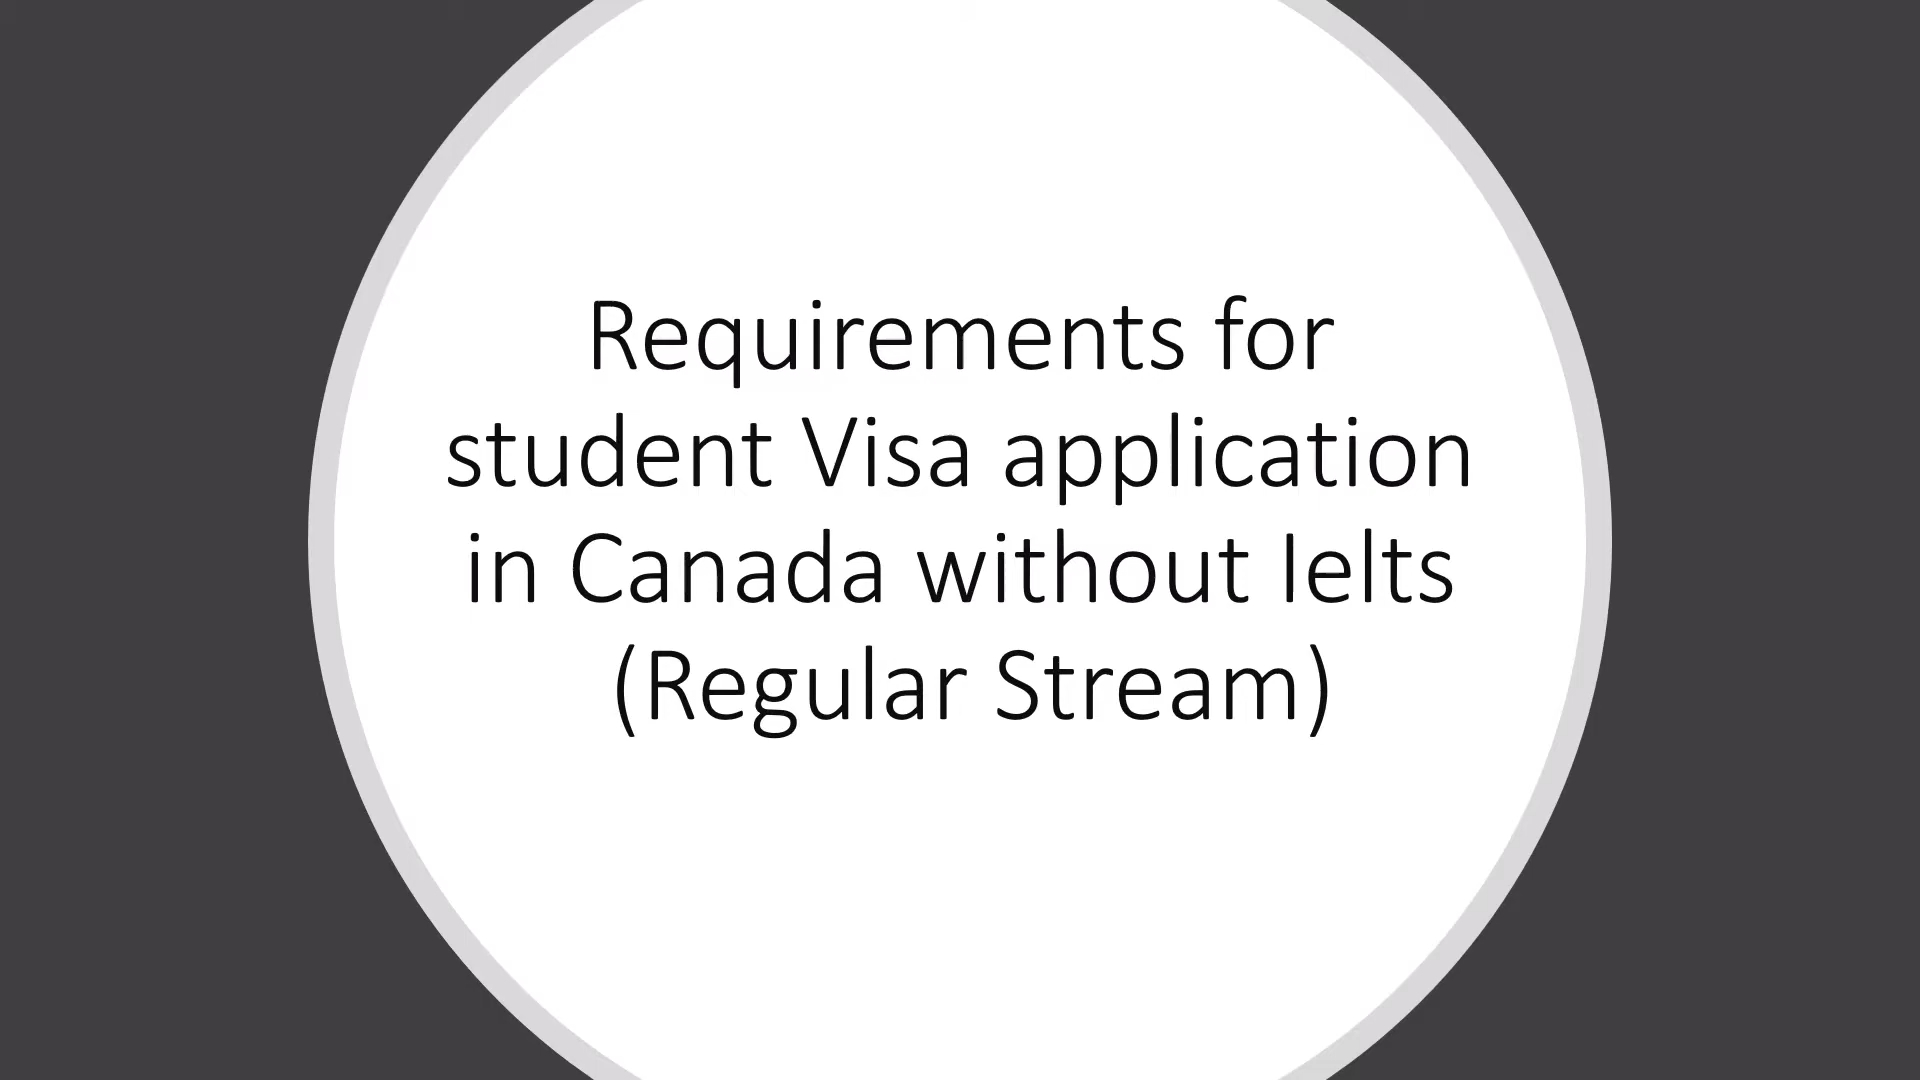 Requirements for
student Visa application
in Canada without Ielts
(Regular Stream)